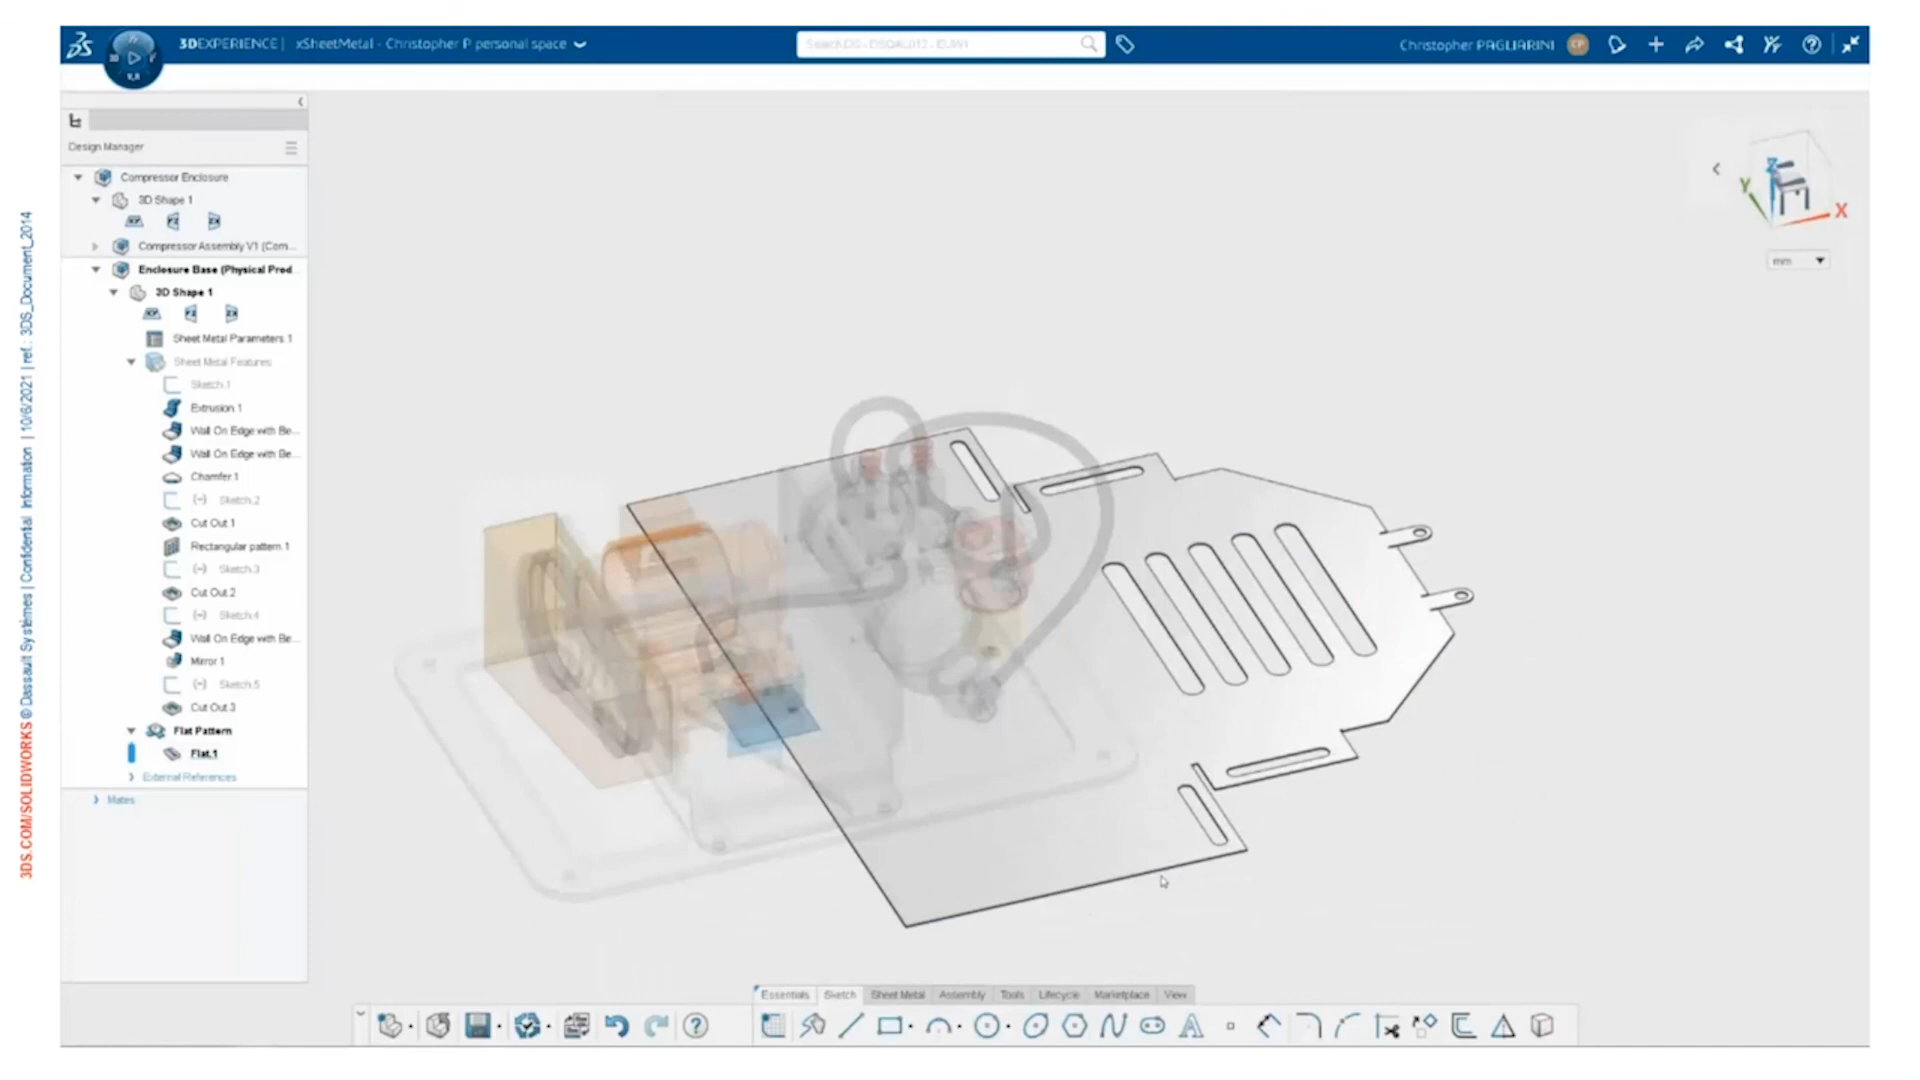 3DEXPERIENCE | xSheetMetal - Christopher P personal space
Christopher PAGLIARINI
CP
3D
V,R
Design Manager
Compressor Enclosure
3D Shape 1
Compressor Assembly V1 (Com...
Enclosure Base (Physical Prod
3D Shape 1
Sheet Metal Parameters.1
Sheet Metal Features
Sketch.1
Extrusion.1
Wall On Edge with Be...
Wall On Edge with Be...
Chamfer.1
(-) Sketch.2
Cut Out.1
Rectangular pattern.1
(-) Sketch.3
Cut Out.2
(-) Sketch.4
Wall On Edge with Be...
Mirror.1
(-) Sketch.5
Cut Out.3
Flat Pattern
Flat.1
External References
Mates
Z
Y
X
mm
Essentials Sketch Sheet Metal Assembly Tools Lifecycle Marketplace View
3DS.COM/SOLIDWORKS © Dassault Systèmes | Confidential Information | 10/6/2021 | ref.: 3DS_Document_2014